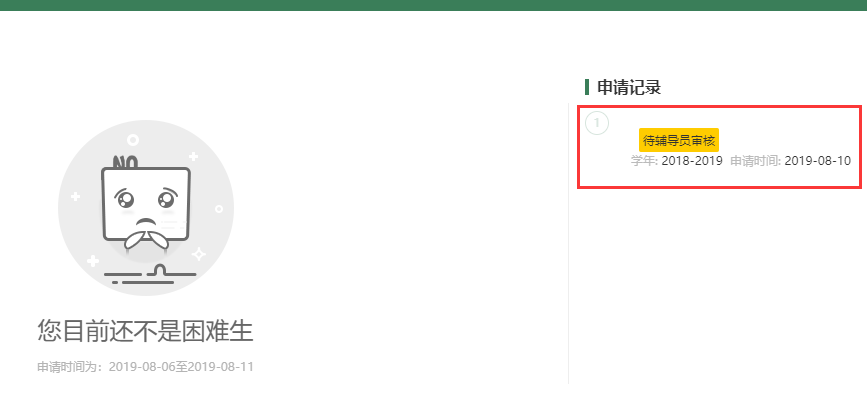 申请记录
1
待辅导员审核
学年: 2018-2019 申请时间: 2019-08-10
NO
您目前还不是困难生
申请时间为：2019-08-06至2019-08-11